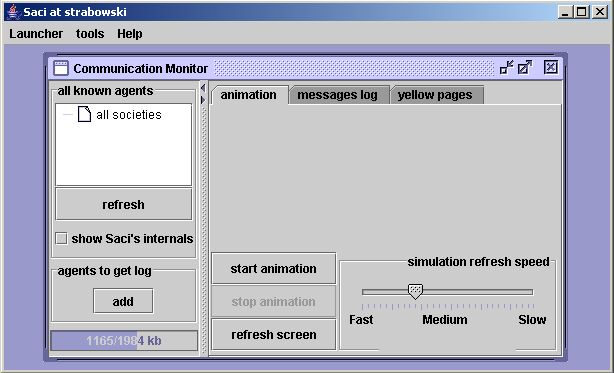 Saci at strabowski
Launcher tools Help
Communication Monitor
all known agents
all societies
refresh
show Saci's internals
agents to get log
add
1165/1984 kb
animation messages log yellow pages
start animation
stop animation
refresh screen
simulation refresh speed
Fast Medium Slow